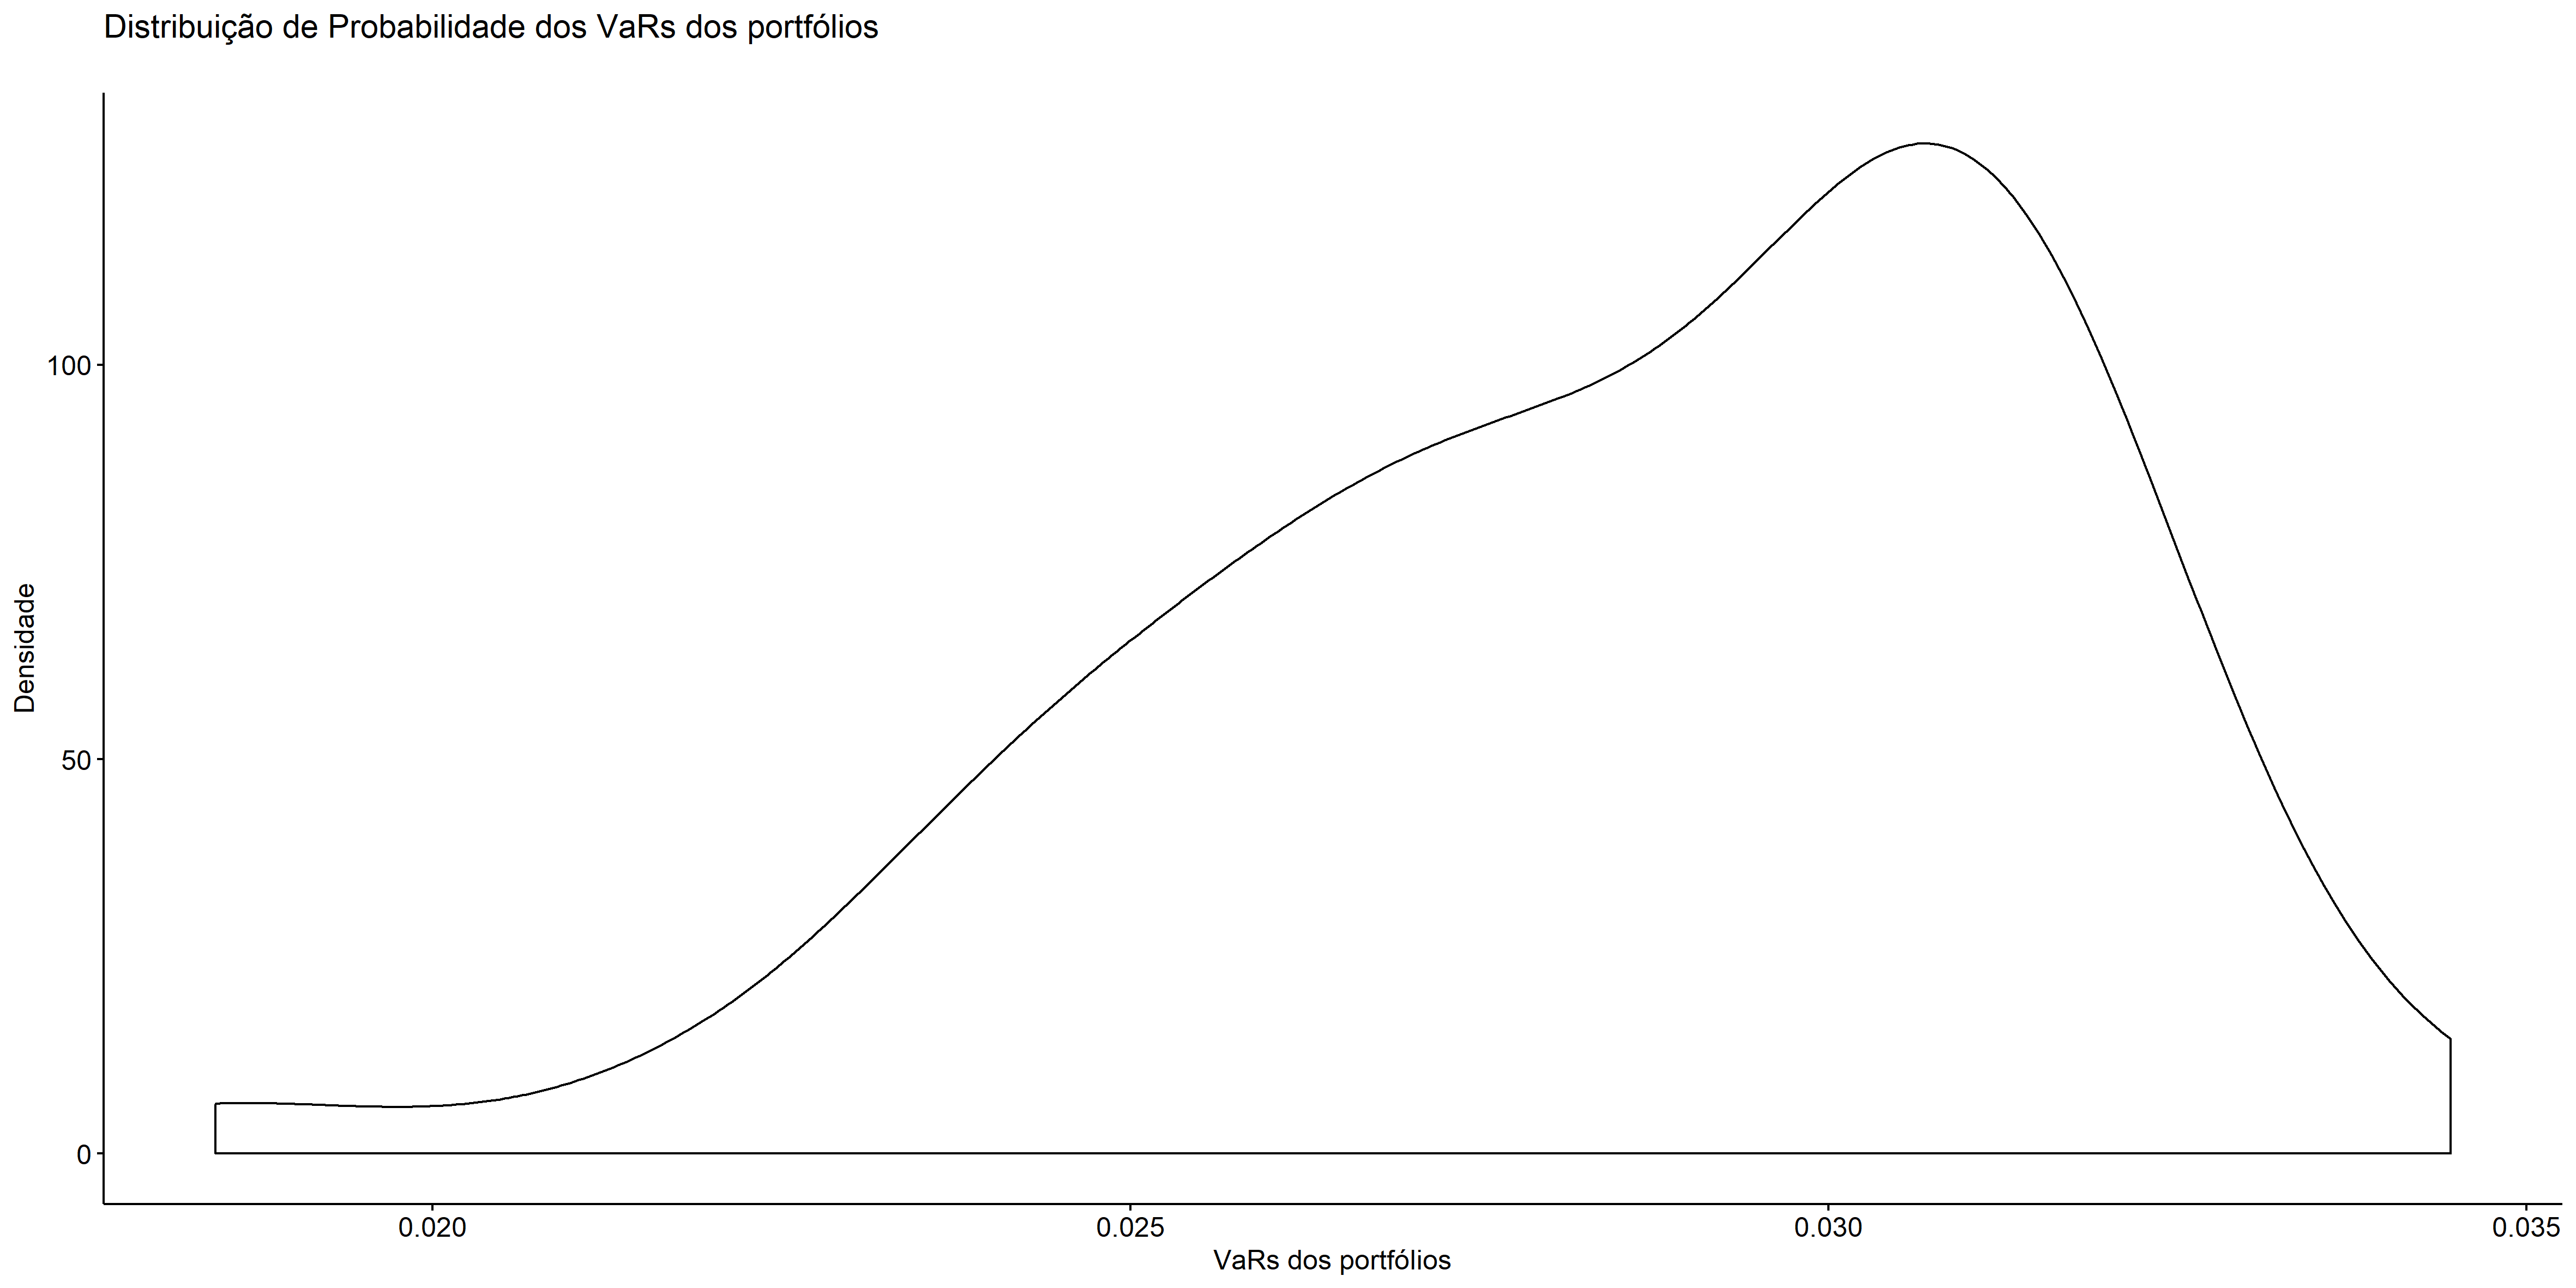 Distribuição de Probabilidade dos VaRs dos portfólios
100
50
0
Densidade
0.020 0.025 0.030 0.035
VaRs dos portfólios